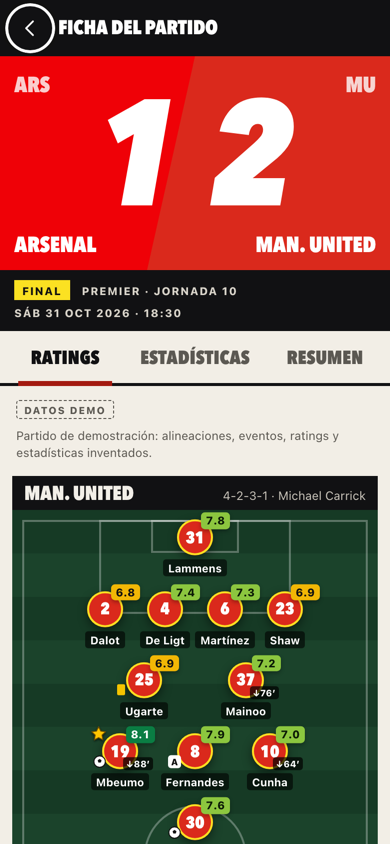 FICHA DEL PARTIDO
ARS
MU
1 2
ARSENAL
MAN. UNITED
FINAL PREMIER · JORNADA 10
SÁB 31 OCT 2026 · 18:30
RATINGS ESTADÍSTICAS RESUMEN
DATOS DEMO
Partido de demostración: alineaciones, eventos, ratings y
estadísticas inventados.
MAN. UNITED 4-2-3-1 · Michael Carrick
7.8
31
Lammens
6.8 7.4 7.3 6.9
2 4 6 23
Dalot De Ligt Martínez Shaw
6.9 7.2
25 37
↓76'
Ugarte Mainoo
8.1 7.9 7.0
19 8 10
↓88' A ↓64'
Mbeumo Fernandes Cunha
7.6
30